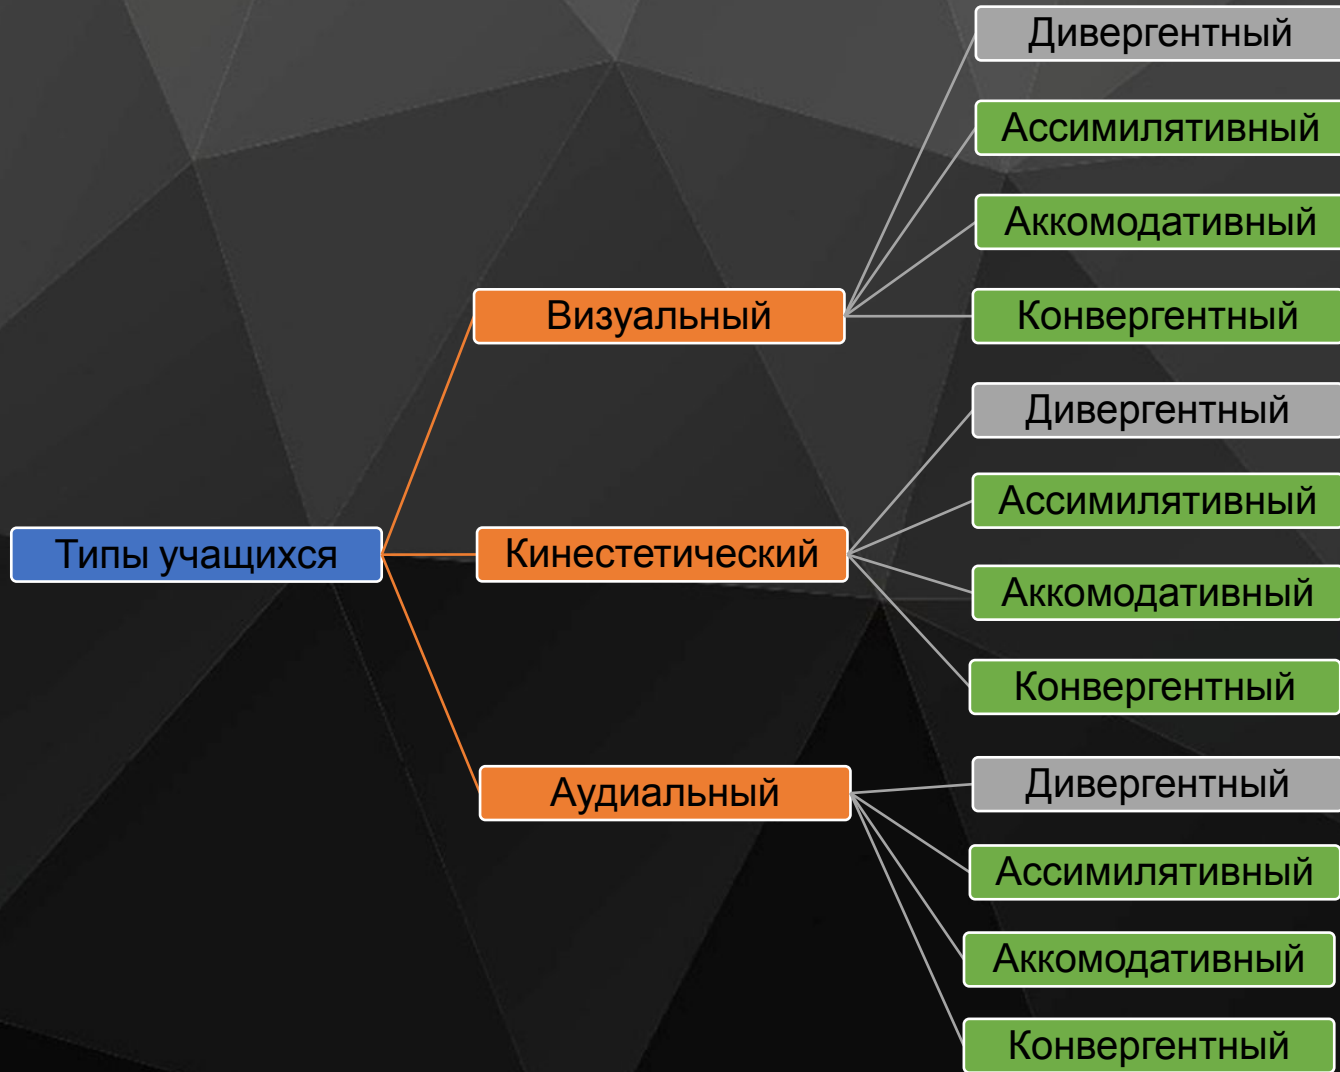 Типы учащихся
Визуальный
Дивергентный
Ассимилятивный
Аккомодативный
Конвергентный
Кинестетический
Дивергентный
Ассимилятивный
Аккомодативный
Конвергентный
Аудиальный
Дивергентный
Ассимилятивный
Аккомодативный
Конвергентный